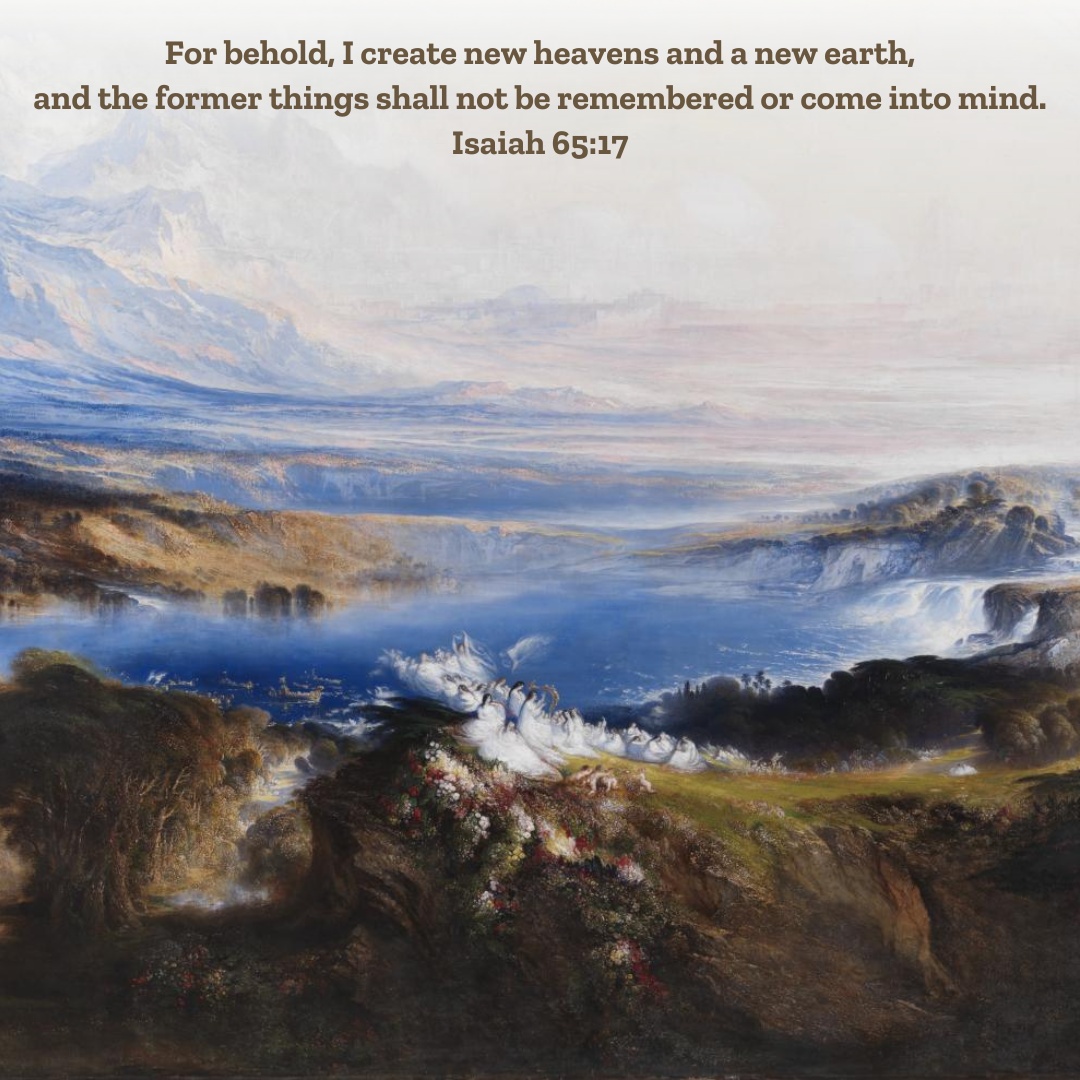 For behold, I create new heavens and a new earth,
and the former things shall not be remembered or come into mind.
Isaiah 65:17